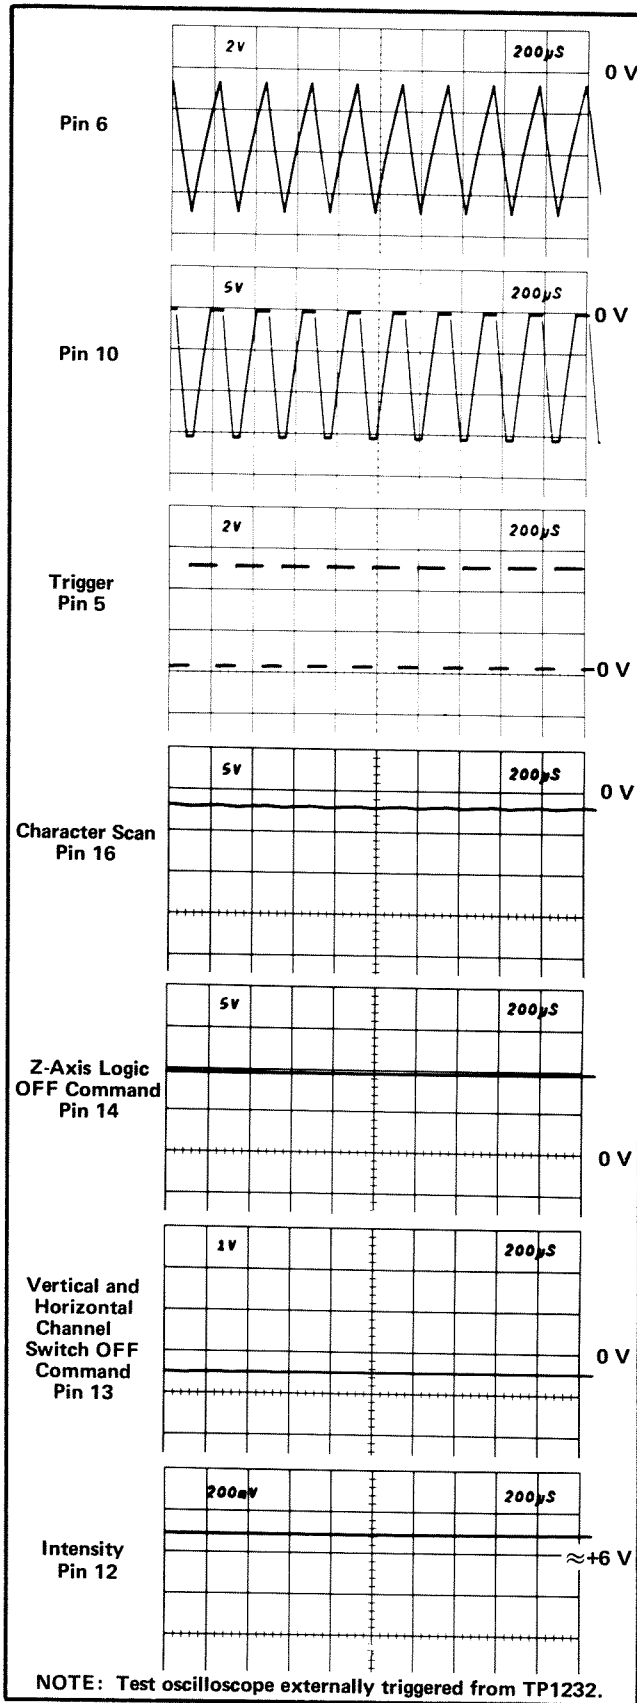 2V 200µS 0 V
Pin 6
5V 200µS 0 V
Pin 10
2V 200µS
Trigger
Pin 5
0 V
5V 200µS 0 V
Character Scan
Pin 16
5V 200µS
Z-Axis Logic
OFF Command
Pin 14
0 V
1V 200µS
Vertical and
Horizontal
Channel
Switch OFF
Command
Pin 13
0 V
200mV 200µS
Intensity
Pin 12
≈+6 V
NOTE: Test oscilloscope externally triggered from TP1232.